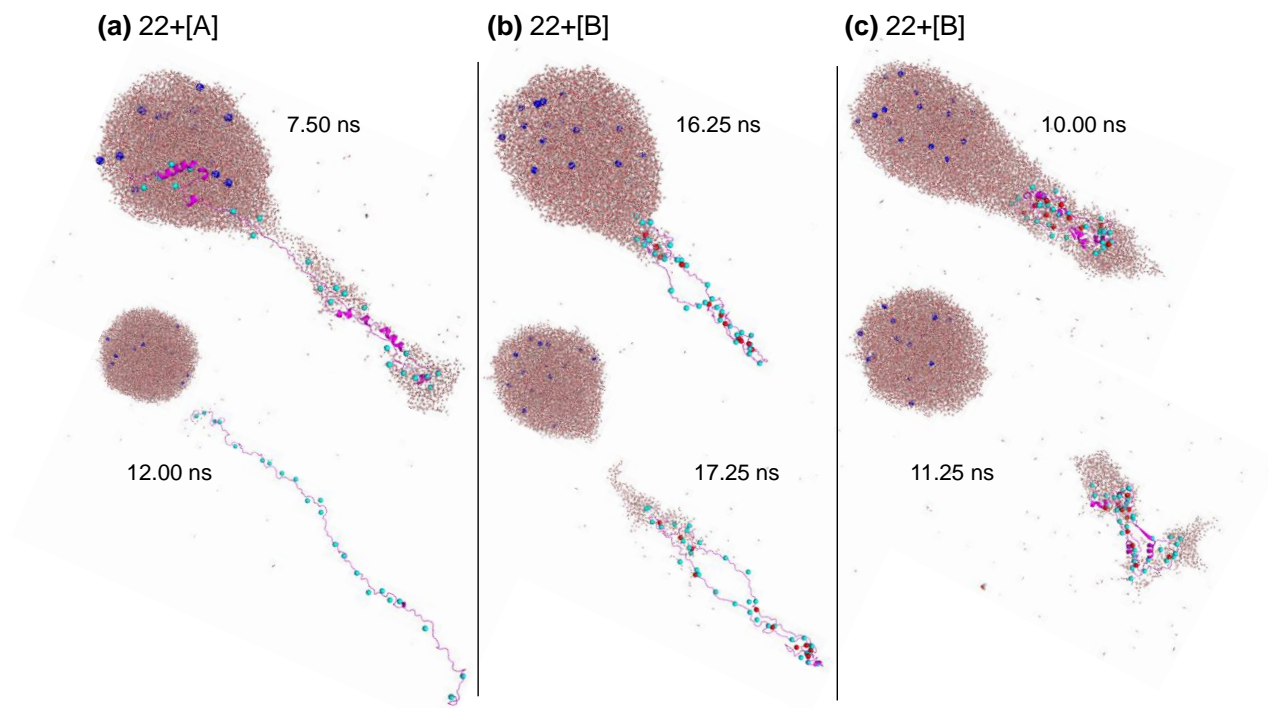 (a) 22+[A]
7.50 ns
12.00 ns
(b) 22+[B]
16.25 ns
17.25 ns
(c) 22+[B]
10.00 ns
11.25 ns